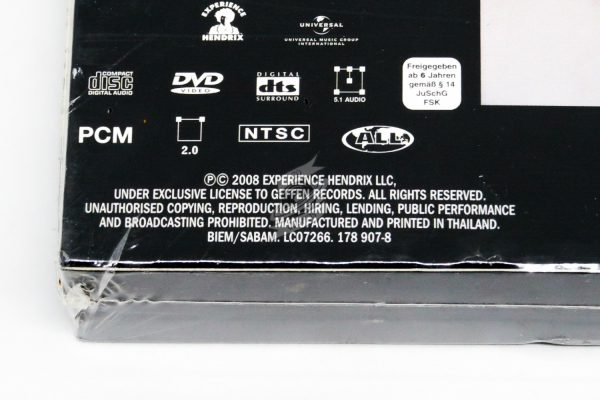 EXPERIENCE
HENDRIX
UNIVERSAL
UNIVERSAL MUSIC GROUP
INTERNATIONAL
COMPACT
disc
DIGITAL AUDIO
DVD
VIDEO
DIGITAL
dts
SURROUND
5.1 AUDIO
Freigegeben
ab 6 Jahren
gemäß § 14
JuSchG
FSK
PCM
2.0
NTSC
ALL
℗© 2008 EXPERIENCE HENDRIX LLC,
UNDER EXCLUSIVE LICENSE TO GEFFEN RECORDS. ALL RIGHTS RESERVED.
UNAUTHORISED COPYING, REPRODUCTION, HIRING, LENDING, PUBLIC PERFORMANCE
AND BROADCASTING PROHIBITED. MANUFACTURED AND PRINTED IN THAILAND.
BIEM/SABAM. LC07266. 178 907-8